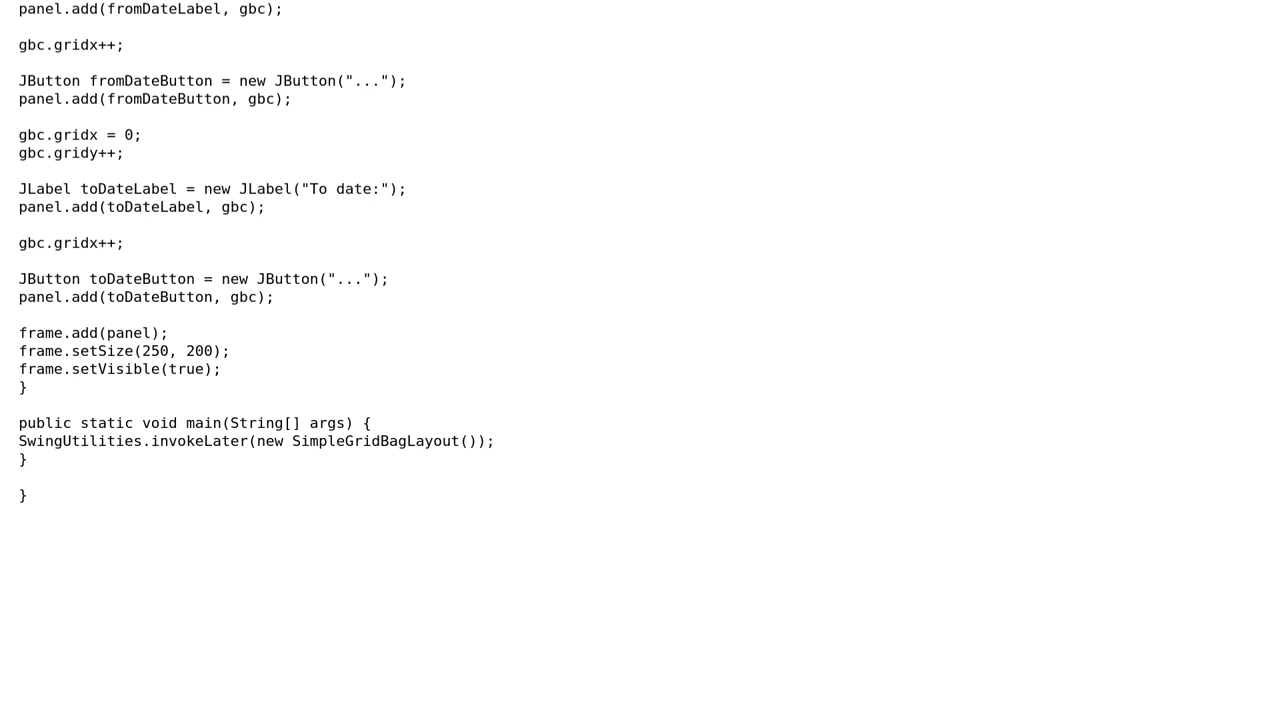 panel.add(fromDateLabel, gbc);
gbc.gridx++;
JButton fromDateButton = new JButton("...");
panel.add(fromDateButton, gbc);
gbc.gridx = 0;
gbc.gridy++;
JLabel toDateLabel = new JLabel("To date:");
panel.add(toDateLabel, gbc);
gbc.gridx++;
JButton toDateButton = new JButton("...");
panel.add(toDateButton, gbc);
frame.add(panel);
frame.setSize(250, 200);
frame.setVisible(true);
}
public static void main(String[] args) {
SwingUtilities.invokeLater(new SimpleGridBagLayout());
}
}